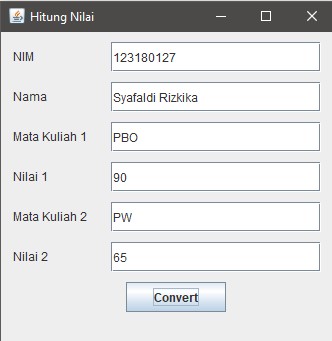 Hitung Nilai
NIM 123180127
Nama Syafaldi Rizkika
Mata Kuliah 1 PBO
Nilai 1 90
Mata Kuliah 2 PW
Nilai 2 65
Convert